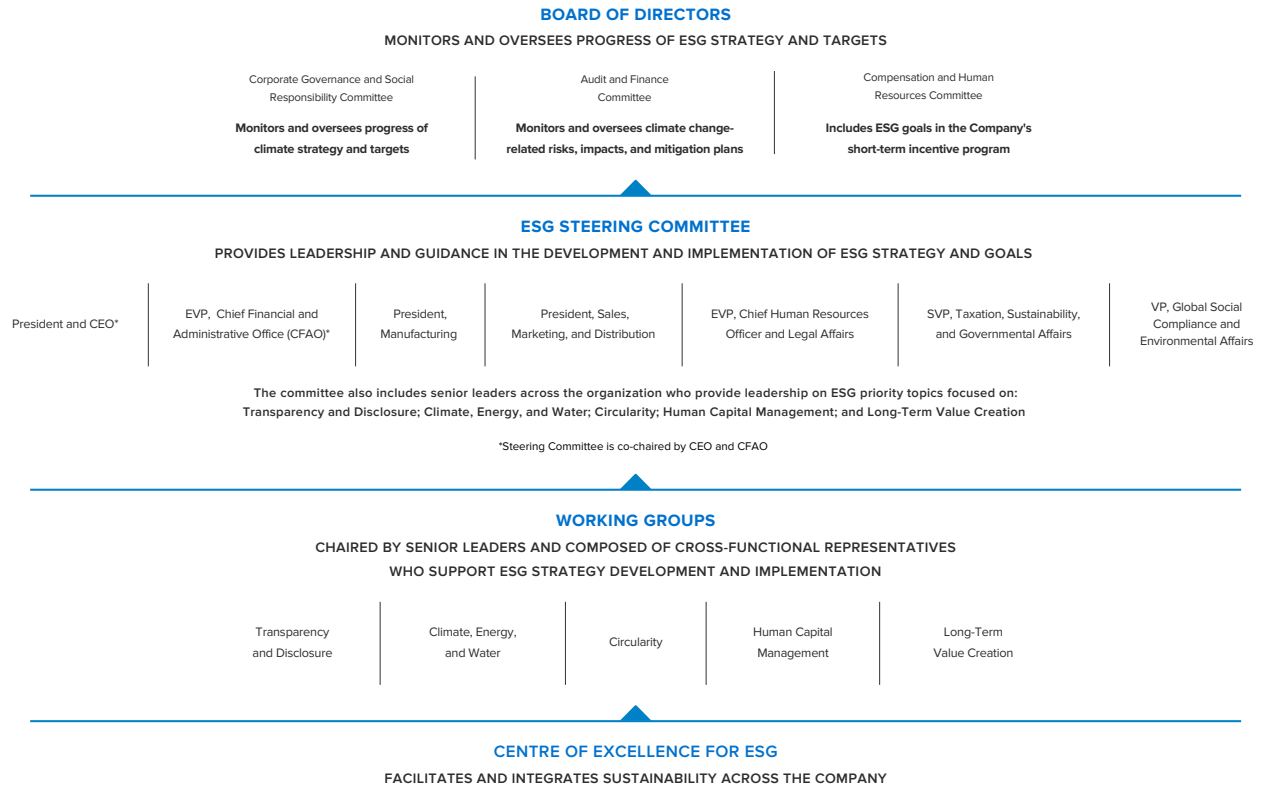 BOARD OF DIRECTORS
MONITORS AND OVERSEES PROGRESS OF ESG STRATEGY AND TARGETS
Corporate Governance and Social
Responsibility Committee
Monitors and oversees progress of
climate strategy and targets
Audit and Finance
Committee
Monitors and oversees climate change-
related risks, impacts, and mitigation plans
Compensation and Human
Resources Committee
Includes ESG goals in the Company's
short-term incentive program
ESG STEERING COMMITTEE
PROVIDES LEADERSHIP AND GUIDANCE IN THE DEVELOPMENT AND IMPLEMENTATION OF ESG STRATEGY AND GOALS
President and CEO*
EVP, Chief Financial and
Administrative Office (CFAO)*
President,
Manufacturing
President, Sales,
Marketing, and Distribution
EVP, Chief Human Resources
Officer and Legal Affairs
SVP, Taxation, Sustainability,
and Governmental Affairs
VP, Global Social
Compliance and
Environmental Affairs
The committee also includes senior leaders across the organization who provide leadership on ESG priority topics focused on:
Transparency and Disclosure; Climate, Energy, and Water; Circularity; Human Capital Management; and Long-Term Value Creation
*Steering Committee is co-chaired by CEO and CFAO
WORKING GROUPS
CHAIRED BY SENIOR LEADERS AND COMPOSED OF CROSS-FUNCTIONAL REPRESENTATIVES
WHO SUPPORT ESG STRATEGY DEVELOPMENT AND IMPLEMENTATION
Transparency
and Disclosure
Climate, Energy,
and Water
Circularity
Human Capital
Management
Long-Term
Value Creation
CENTRE OF EXCELLENCE FOR ESG
FACILITATES AND INTEGRATES SUSTAINABILITY ACROSS THE COMPANY